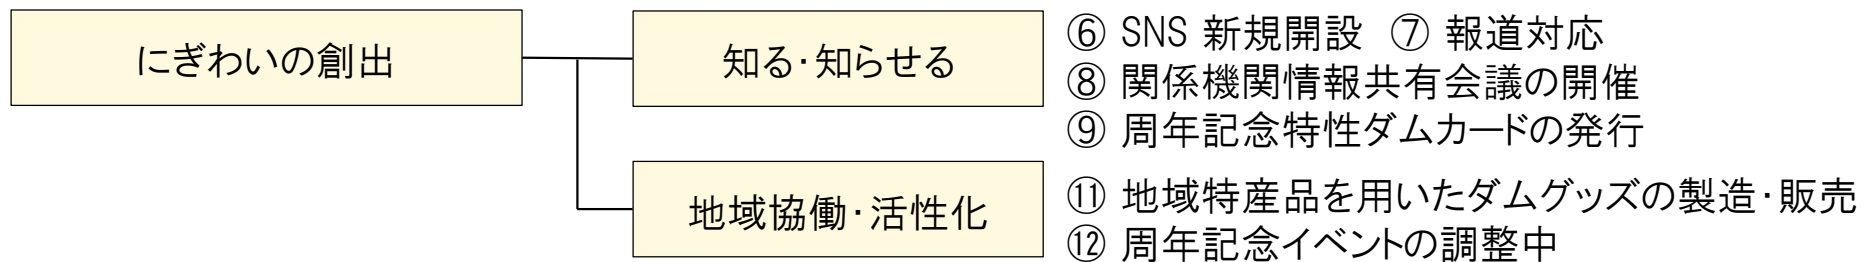 にぎわいの創出
知る・知らせる
⑥ SNS 新規開設 ⑦ 報道対応
⑧ 関係機関情報共有会議の開催
⑨ 周年記念特性ダムカードの発行
地域協働・活性化
⑪ 地域特産品を用いたダムグッズの製造・販売
⑫ 周年記念イベントの調整中